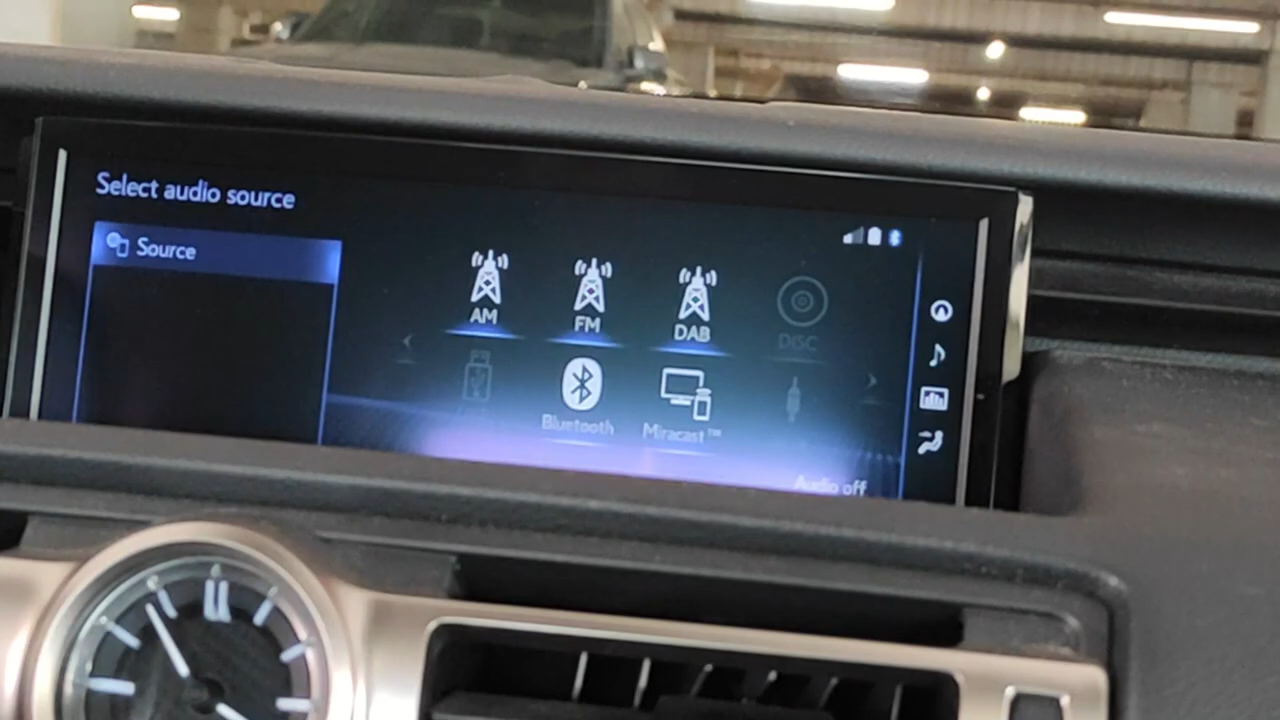 Select audio source
Source
AM
FM
DAB
DISC
Bluetooth
Miracast™
Audio off